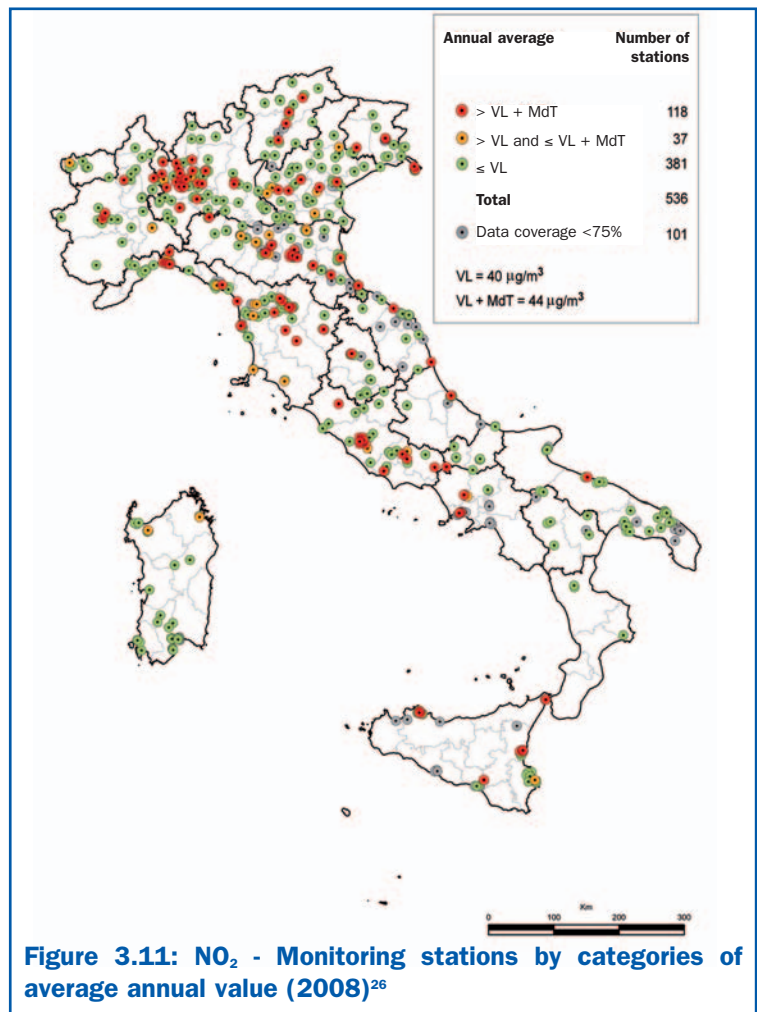 Annual average Number of
stations
> VL + MdT 118
> VL and ≤ VL + MdT 37
≤ VL 381
Total 536
Data coverage <75% 101
VL = 40 µg/m³
VL + MdT = 44 µg/m³
Km
0 100 200 300
Figure 3.11: NO₂ - Monitoring stations by categories of
average annual value (2008)²⁶